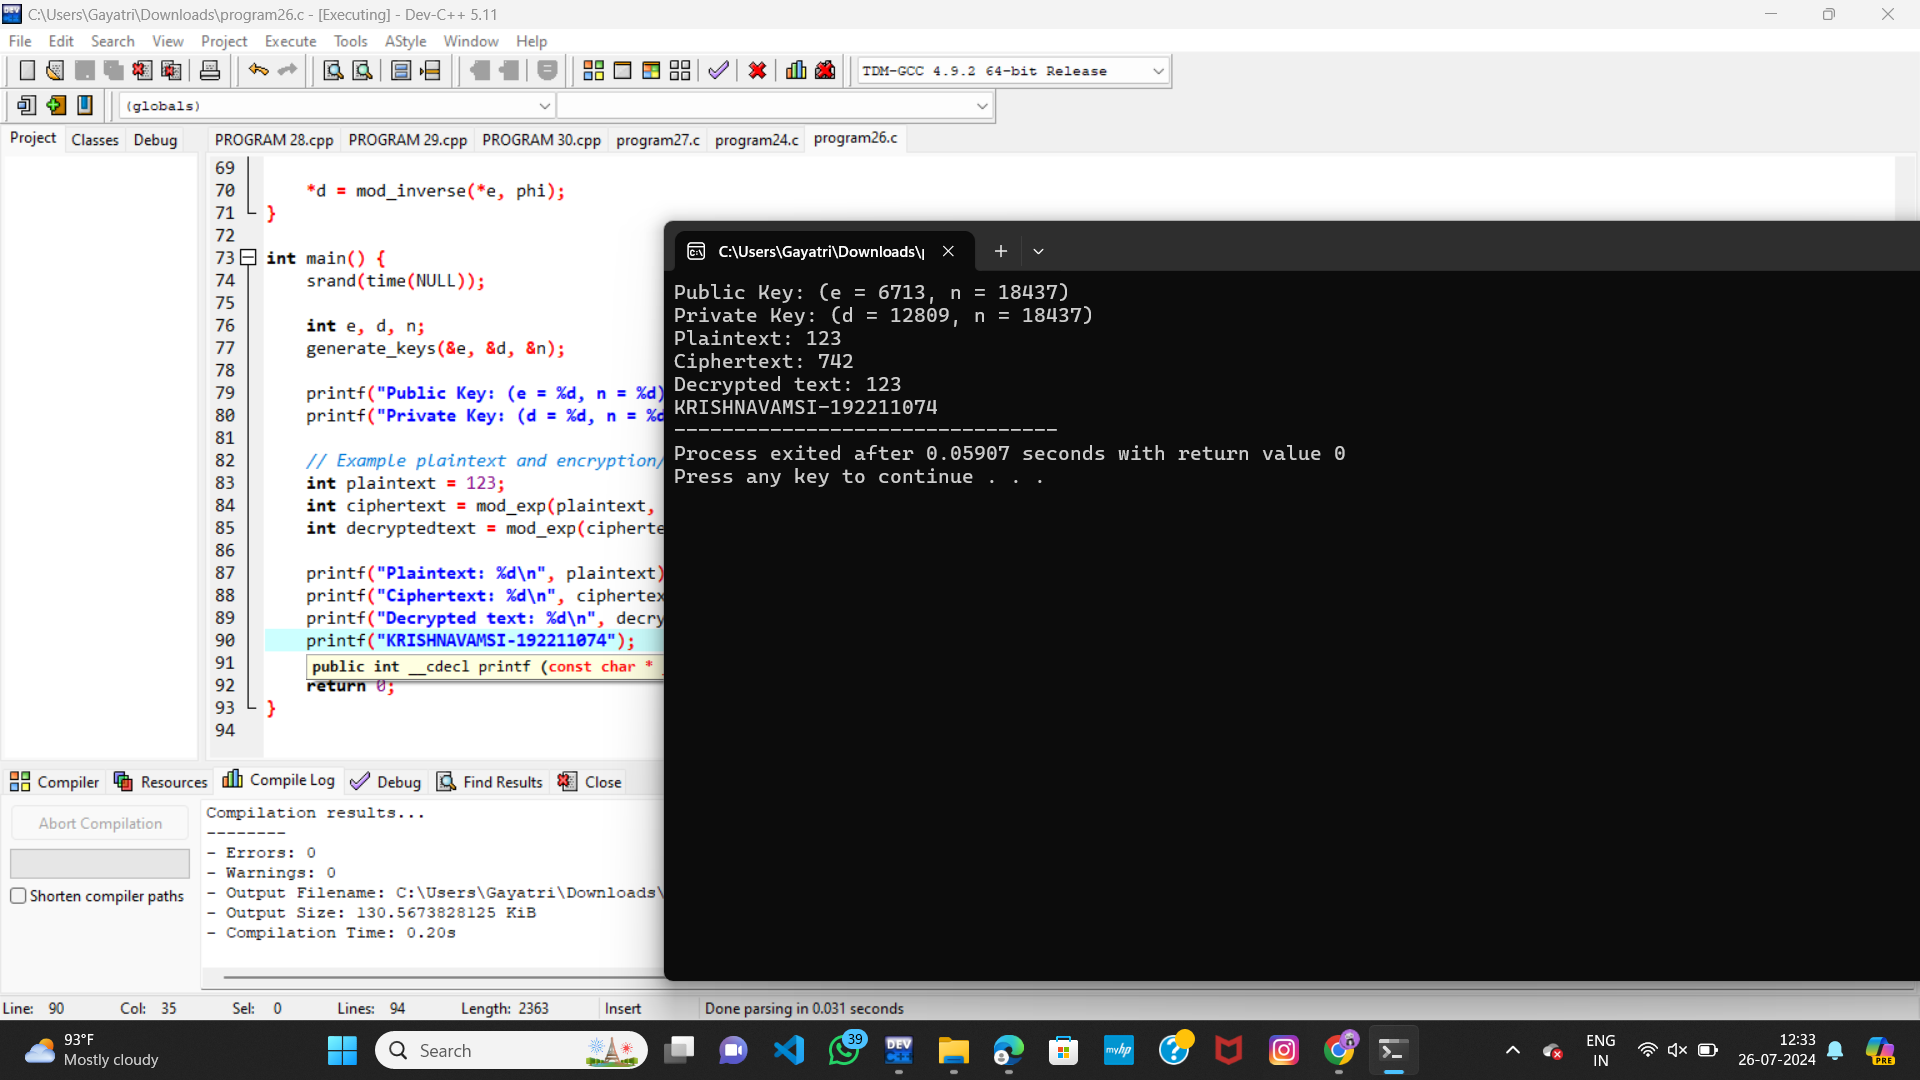 C:\Users\Gayatri\Downloads\program26.c - [Executing] - Dev-C++ 5.11
File Edit Search View Project Execute Tools AStyle Window Help
TDM-GCC 4.9.2 64-bit Release
(globals)
Project Classes Debug PROGRAM 28.cpp PROGRAM 29.cpp PROGRAM 30.cpp program27.c program24.c program26.c
69
70 *d = mod_inverse(*e, phi);
71 }
72
73 int main() {
74 srand(time(NULL));
75
76 int e, d, n;
77 generate_keys(&e, &d, &n);
78
79 printf("Public Key: (e = %d, n = %d)
80 printf("Private Key: (d = %d, n = %d
81
82 // Example plaintext and encryption/
83 int plaintext = 123;
84 int ciphertext = mod_exp(plaintext,
85 int decryptedtext = mod_exp(cipherte
86
87 printf("Plaintext: %d\n", plaintext)
88 printf("Ciphertext: %d\n", ciphertex
89 printf("Decrypted text: %d\n", decry
90 printf("KRISHNAVAMSI-192211074");
91 public int __cdecl printf (const char *
92 return 0;
93 }
94
C:\Users\Gayatri\Downloads\
Public Key: (e = 6713, n = 18437)
Private Key: (d = 12809, n = 18437)
Plaintext: 123
Ciphertext: 742
Decrypted text: 123
KRISHNAVAMSI-192211074
--------------------------------
Process exited after 0.05907 seconds with return value 0
Press any key to continue . . .
Compiler Resources Compile Log Debug Find Results Close
Abort Compilation
Shorten compiler paths
Compilation results...
--------
- Errors: 0
- Warnings: 0
- Output Filename: C:\Users\Gayatri\Downloads\
- Output Size: 130.5673828125 KiB
- Compilation Time: 0.20s
Line: 90 Col: 35 Sel: 0 Lines: 94 Length: 2363 Insert Done parsing in 0.031 seconds
93°F
Mostly cloudy
Search
DEV
C++
39
myhp
ENG
IN
12:33
26-07-2024
PRE